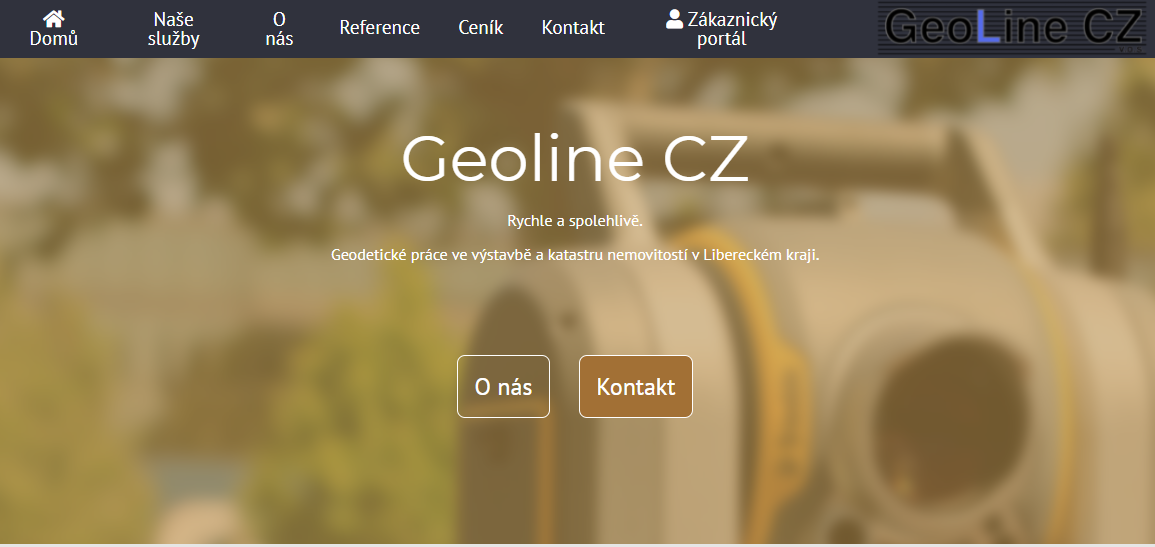 Domů
Naše
služby
O
nás
Reference
Ceník
Kontakt
Zákaznický
portál
GeoLine CZ
Geoline CZ
Rychle a spolehlivě.
Geodetické práce ve výstavbě a katastru nemovitostí v Libereckém kraji.
O nás
Kontakt